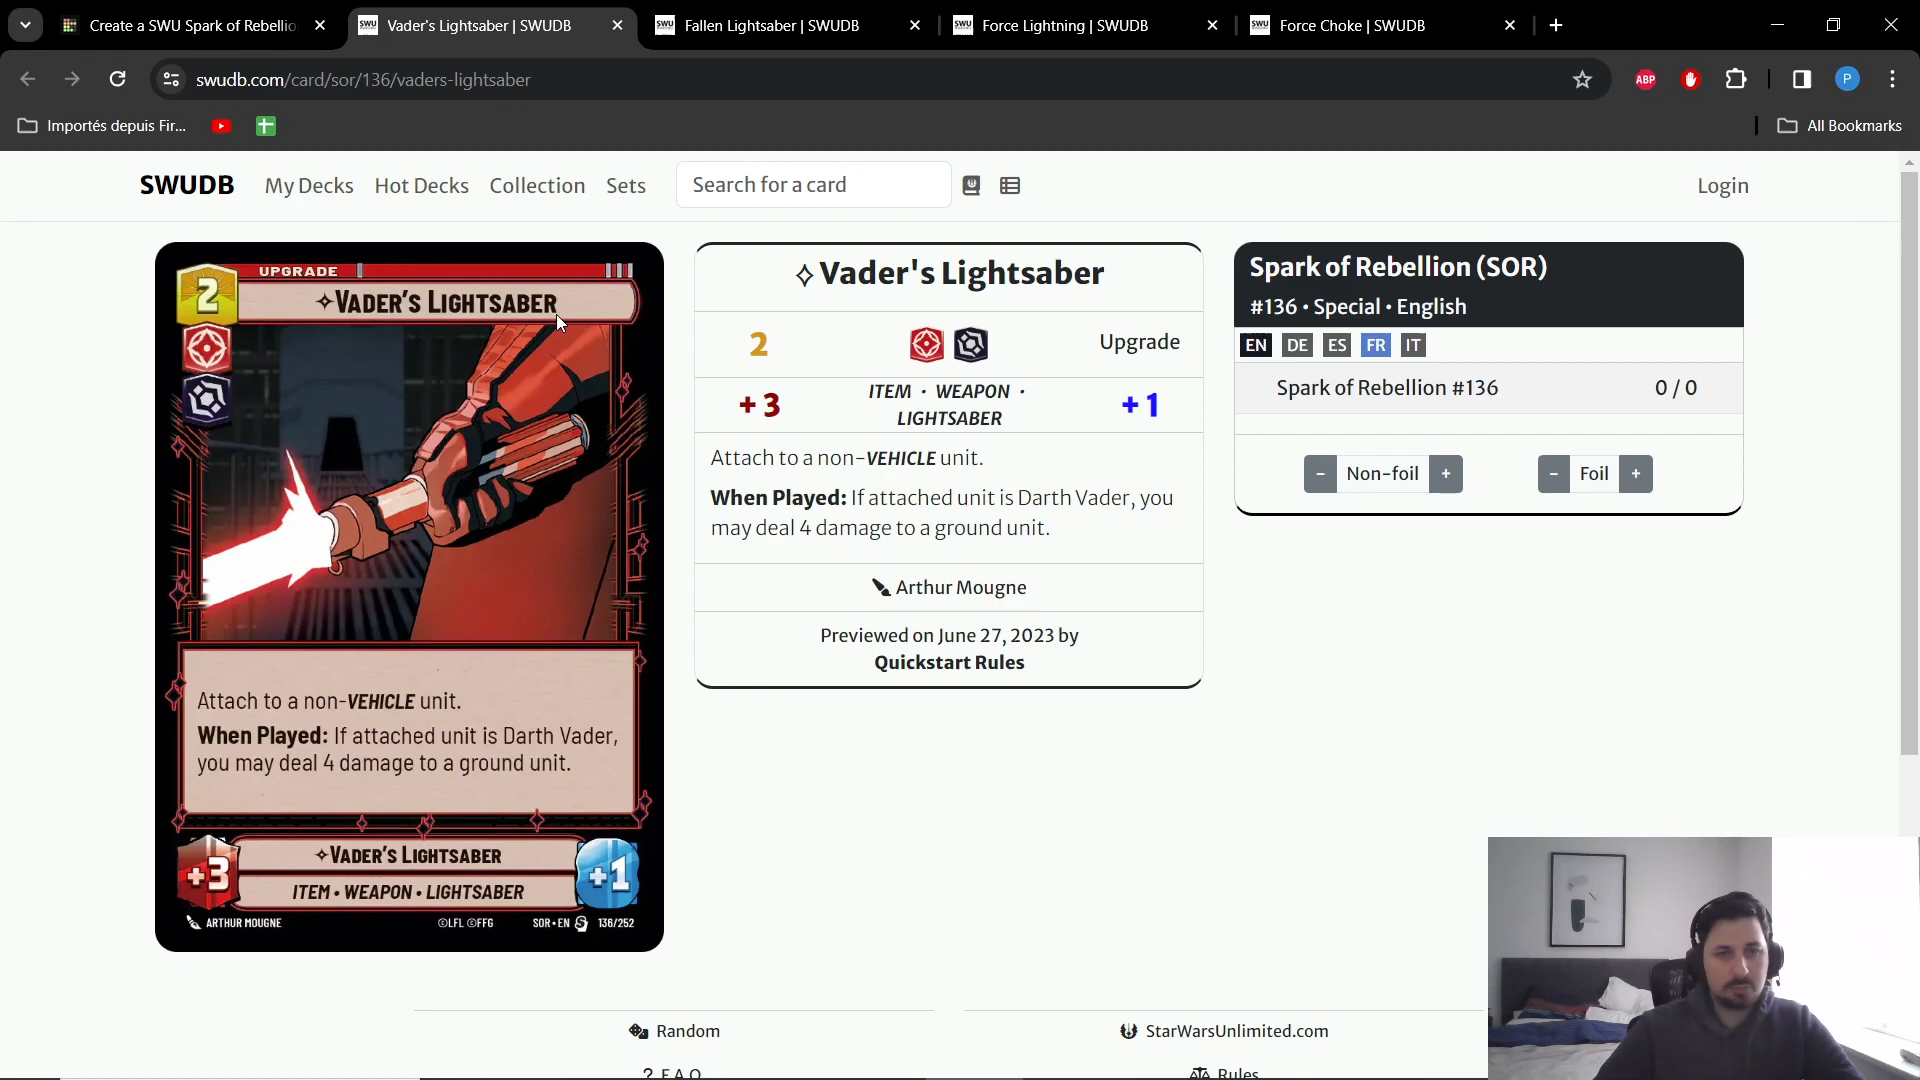 Create a SWU Spark of Rebellio
Vader's Lightsaber | SWUDB
Fallen Lightsaber | SWUDB
Force Lightning | SWUDB
Force Choke | SWUDB
swudb.com/card/sor/136/vaders-lightsaber
ABP
P
Importés depuis Fir...
All Bookmarks
SWUDB
My Decks
Hot Decks
Collection
Sets
Search for a card
Login
UPGRADE
2
VADER'S LIGHTSABER
Attach to a non-VEHICLE unit.
When Played: If attached unit is Darth Vader,
you may deal 4 damage to a ground unit.
+3
VADER'S LIGHTSABER
+1
ITEM • WEAPON • LIGHTSABER
ARTHUR MOUGNE
©LFL ©FFG
SOR•EN
136/252
Vader's Lightsaber
2
Upgrade
+3
ITEM · WEAPON ·
LIGHTSABER
+1
Attach to a non-VEHICLE unit.
When Played: If attached unit is Darth Vader, you
may deal 4 damage to a ground unit.
Arthur Mougne
Previewed on June 27, 2023 by
Quickstart Rules
Spark of Rebellion (SOR)
#136 • Special • English
EN DE ES FR IT
Spark of Rebellion #136
0 / 0
- Non-foil +
- Foil +
Random
StarWarsUnlimited.com
? F.A.Q.
Rules